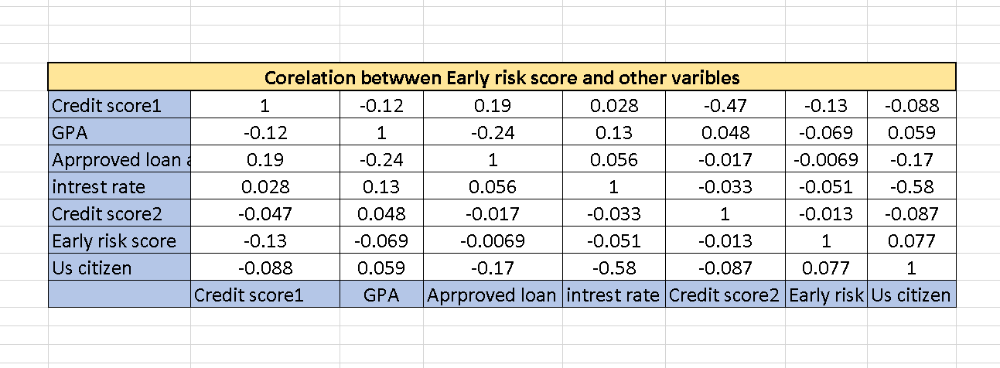 Corelation betwwen Early risk score and other varibles
Credit score1 1 -0.12 0.19 0.028 -0.47 -0.13 -0.088
GPA -0.12 1 -0.24 0.13 0.048 -0.069 0.059
Aprproved loan 0.19 -0.24 1 0.056 -0.017 -0.0069 -0.17
intrest rate 0.028 0.13 0.056 1 -0.033 -0.051 -0.58
Credit score2 -0.047 0.048 -0.017 -0.033 1 -0.013 -0.087
Early risk score -0.13 -0.069 -0.0069 -0.051 -0.013 1 0.077
Us citizen -0.088 0.059 -0.17 -0.58 -0.087 0.077 1
Credit score1 GPA Aprproved loan intrest rate Credit score2 Early risk Us citizen